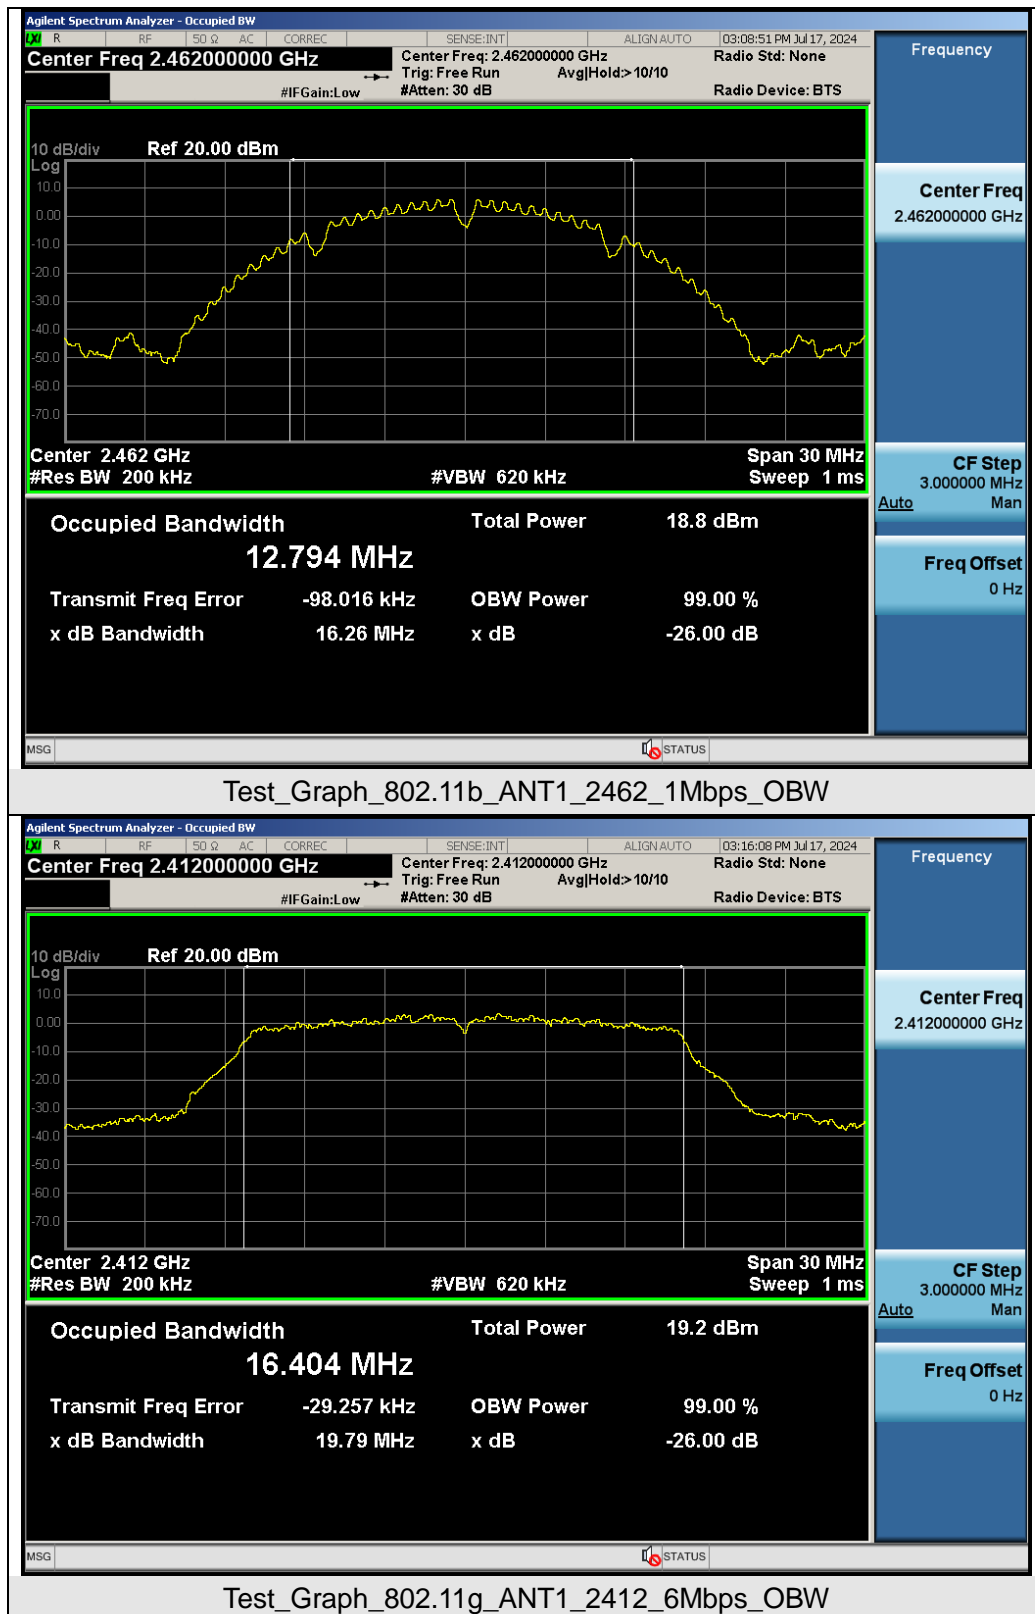 Agilent Spectrum Analyzer - Occupied BW
LXI R RF 50 Ω AC CORREC SENSE:INT ALIGN AUTO 03:08:51 PM Jul 17, 2024
Center Freq 2.462000000 GHz Center Freq: 2.462000000 GHz Radio Std: None
Trig: Free Run Avg|Hold:>10/10
#IFGain:Low #Atten: 30 dB Radio Device: BTS
Frequency
10 dB/div Ref 20.00 dBm
Log
10.0
0.00
-10.0
-20.0
-30.0
-40.0
-50.0
-60.0
-70.0
Center 2.462 GHz Span 30 MHz
#Res BW 200 kHz #VBW 620 kHz Sweep 1 ms
Center Freq
2.462000000 GHz
CF Step
3.000000 MHz
Auto Man
Freq Offset
0 Hz
Occupied Bandwidth Total Power 18.8 dBm
12.794 MHz
Transmit Freq Error -98.016 kHz OBW Power 99.00 %
x dB Bandwidth 16.26 MHz x dB -26.00 dB
MSG STATUS
Test_Graph_802.11b_ANT1_2462_1Mbps_OBW
Agilent Spectrum Analyzer - Occupied BW
LXI R RF 50 Ω AC CORREC SENSE:INT ALIGN AUTO 03:16:08 PM Jul 17, 2024
Center Freq 2.412000000 GHz Center Freq: 2.412000000 GHz Radio Std: None
Trig: Free Run Avg|Hold:>10/10
#IFGain:Low #Atten: 30 dB Radio Device: BTS
Frequency
10 dB/div Ref 20.00 dBm
Log
10.0
0.00
-10.0
-20.0
-30.0
-40.0
-50.0
-60.0
-70.0
Center 2.412 GHz Span 30 MHz
#Res BW 200 kHz #VBW 620 kHz Sweep 1 ms
Center Freq
2.412000000 GHz
CF Step
3.000000 MHz
Auto Man
Freq Offset
0 Hz
Occupied Bandwidth Total Power 19.2 dBm
16.404 MHz
Transmit Freq Error -29.257 kHz OBW Power 99.00 %
x dB Bandwidth 19.79 MHz x dB -26.00 dB
MSG STATUS
Test_Graph_802.11g_ANT1_2412_6Mbps_OBW